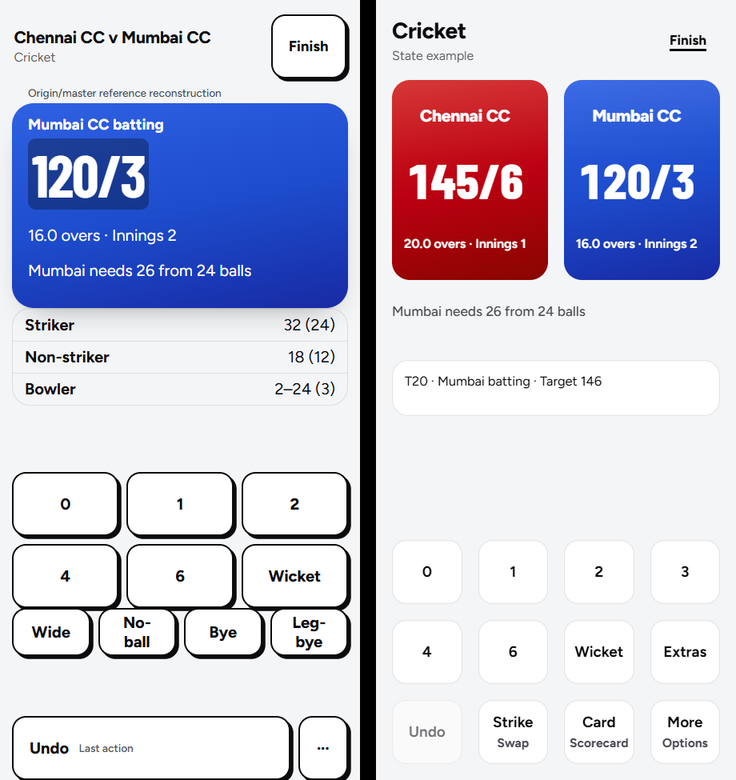 Chennai CC v Mumbai CC
Cricket
Finish
Origin/master reference reconstruction
Mumbai CC batting
120/3
16.0 overs · Innings 2
Mumbai needs 26 from 24 balls
Striker 32 (24)
Non-striker 18 (12)
Bowler 2–24 (3)
0 1 2
4 6 Wicket
Wide No-ball Bye Leg-bye
Undo Last action ...
Cricket
State example
Finish
Chennai CC
145/6
20.0 overs · Innings 1
Mumbai CC
120/3
16.0 overs · Innings 2
Mumbai needs 26 from 24 balls
T20 · Mumbai batting · Target 146
0 1 2 3
4 6 Wicket Extras
Undo Strike Card More
Swap Scorecard Options